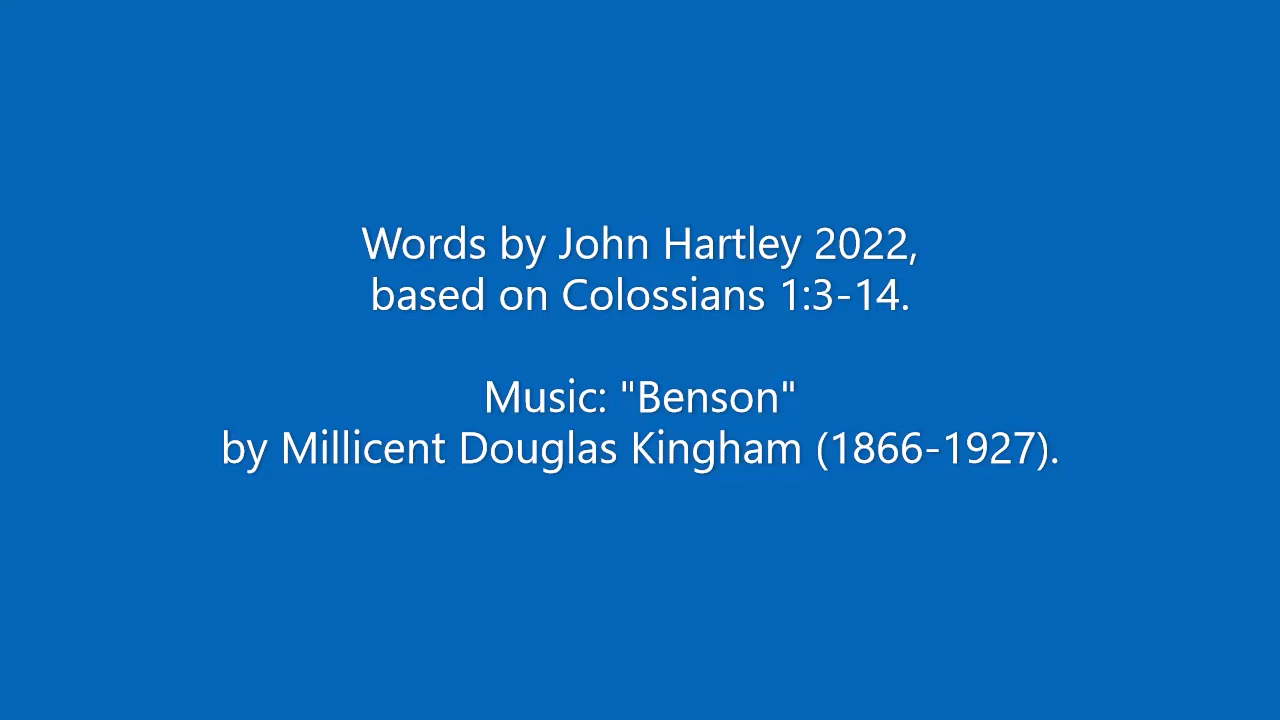 Words by John Hartley 2022,
based on Colossians 1:3-14.
Music: "Benson"
by Millicent Douglas Kingham (1866-1927).